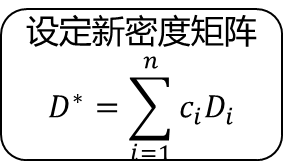 设定新密度矩阵
D* = ∑_{i=1}^{n} c_i D_i